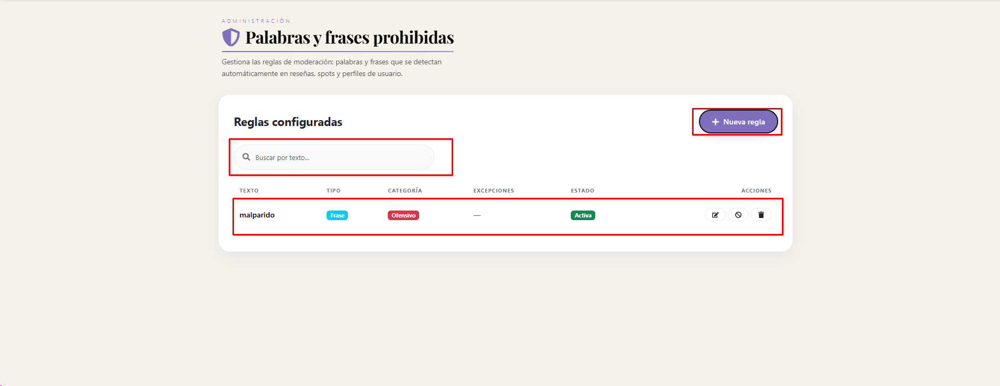 ADMINISTRACIÓN
Palabras y frases prohibidas
Gestiona las reglas de moderación: palabras y frases que se detectan
automáticamente en reseñas, spots y perfiles de usuario.
Reglas configuradas
Nueva regla
Buscar por texto...
TEXTO TIPO CATEGORÍA EXCEPCIONES ESTADO ACCIONES
malparido Frase Ofensivo — Activa